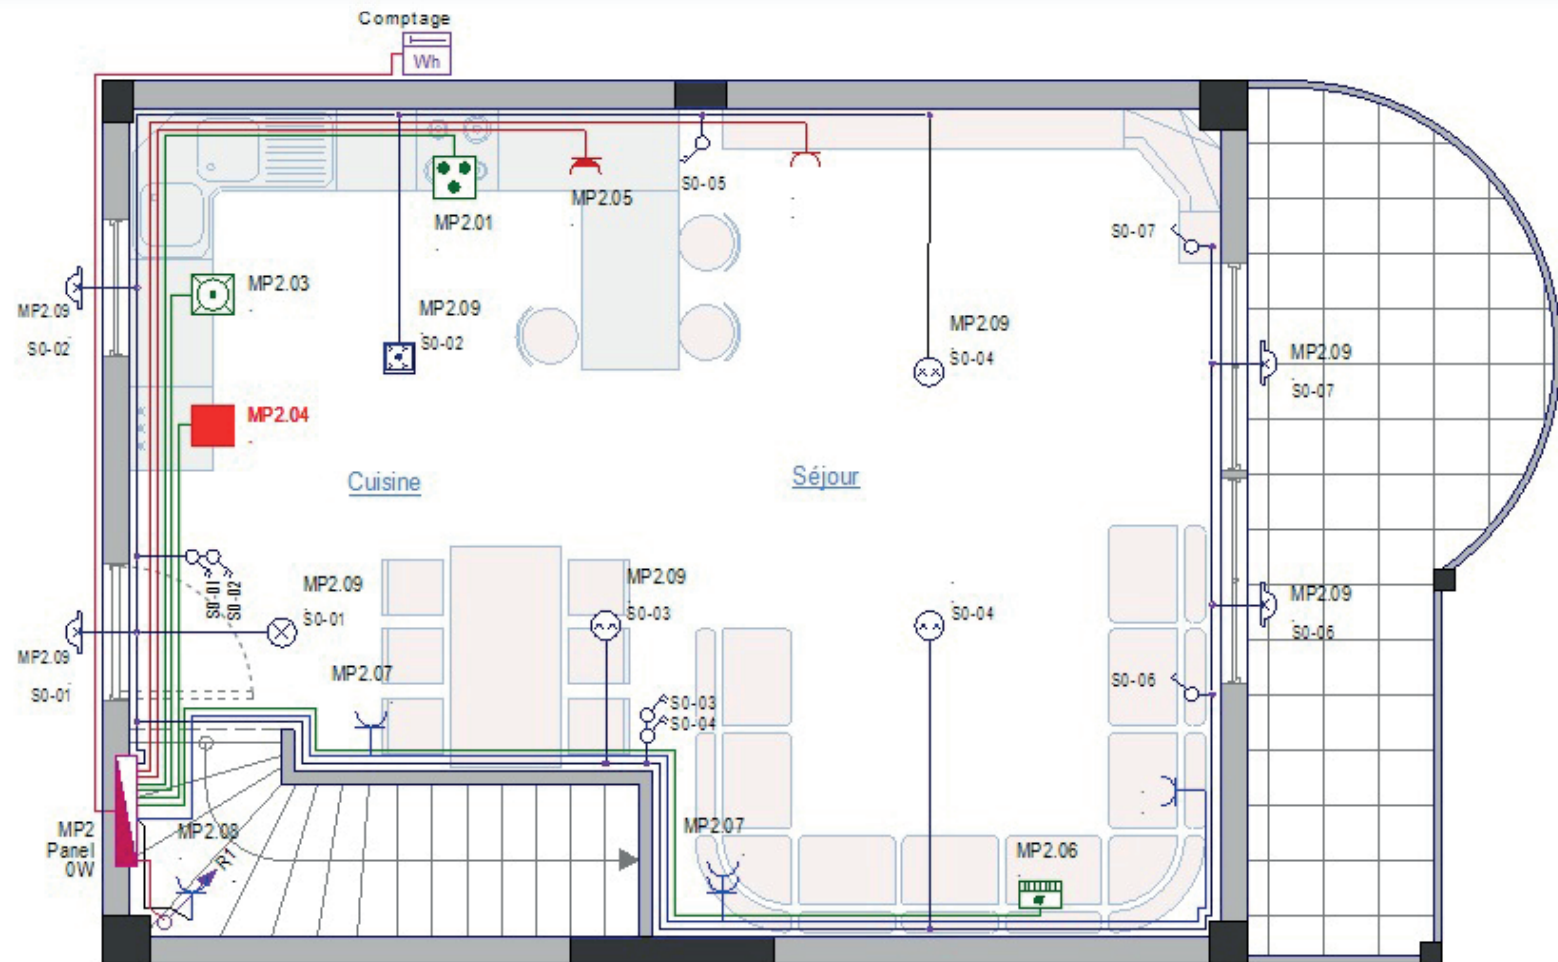 Comptage
Wh
MP2.05
S0-05
MP2.01
S0-07
MP2.03
MP2.09
S0-02
MP2.09
S0-02
MP2.09
S0-04
MP2.09
S0-07
MP2.04
Cuisine
Séjour
S0-01
S0-02
MP2.09
S0-01
MP2.09
S0-03
S0-04
MP2.09
S0-06
MP2.09
S0-01
MP2.07
S0-03
S0-04
S0-06
MP2
Panel
0W
MP2.08
R1
MP2.07
MP2.06